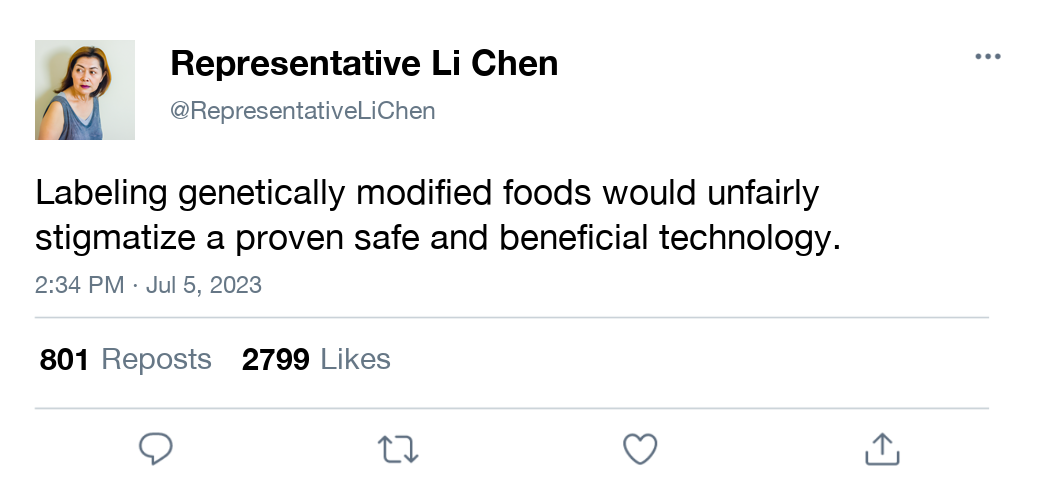 Representative Li Chen
@RepresentativeLiChen
Labeling genetically modified foods would unfairly
stigmatize a proven safe and beneficial technology.
2:34 PM · Jul 5, 2023
801 Reposts 2799 Likes